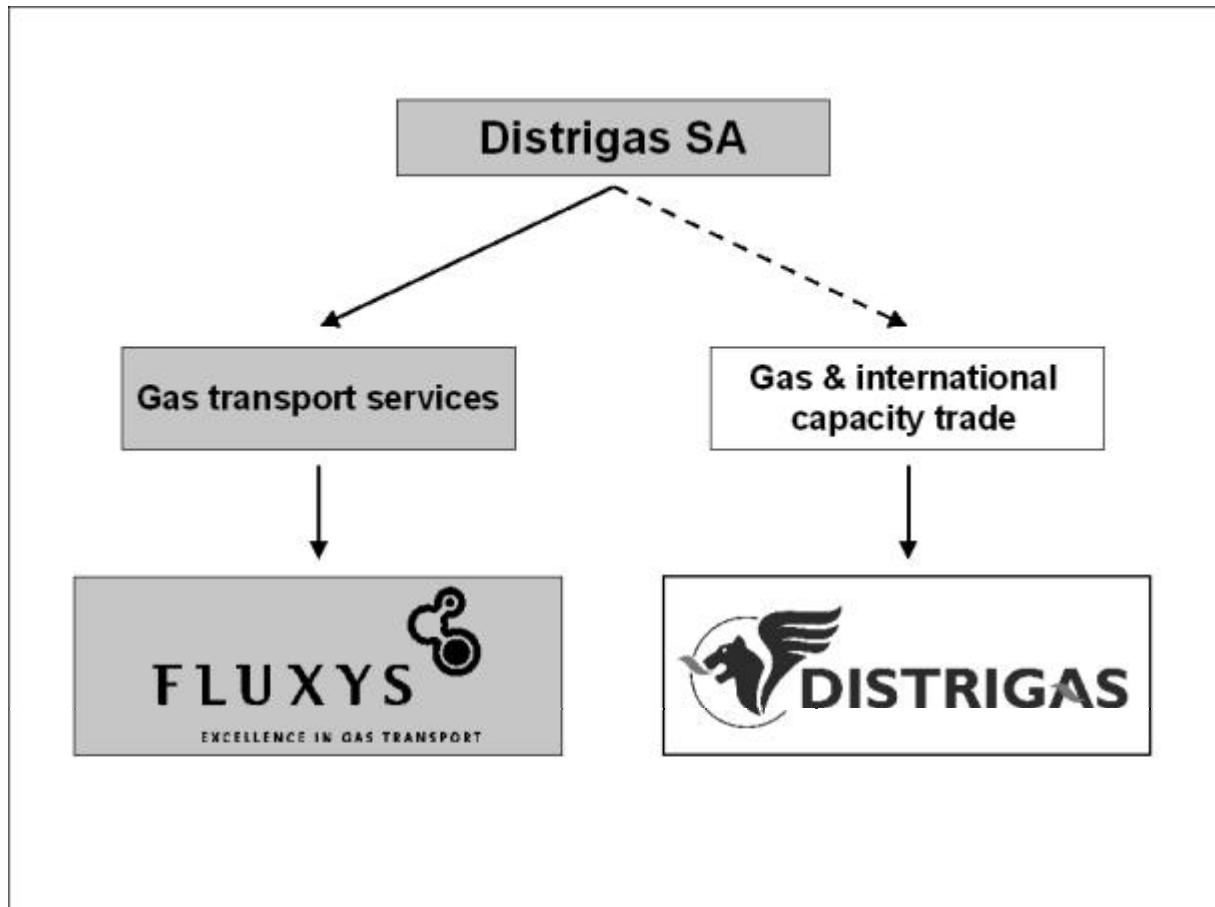 Distrigas SA
Gas transport services
Gas & international
capacity trade
FLUXYS
EXCELLENCE IN GAS TRANSPORT
DISTRIGAS